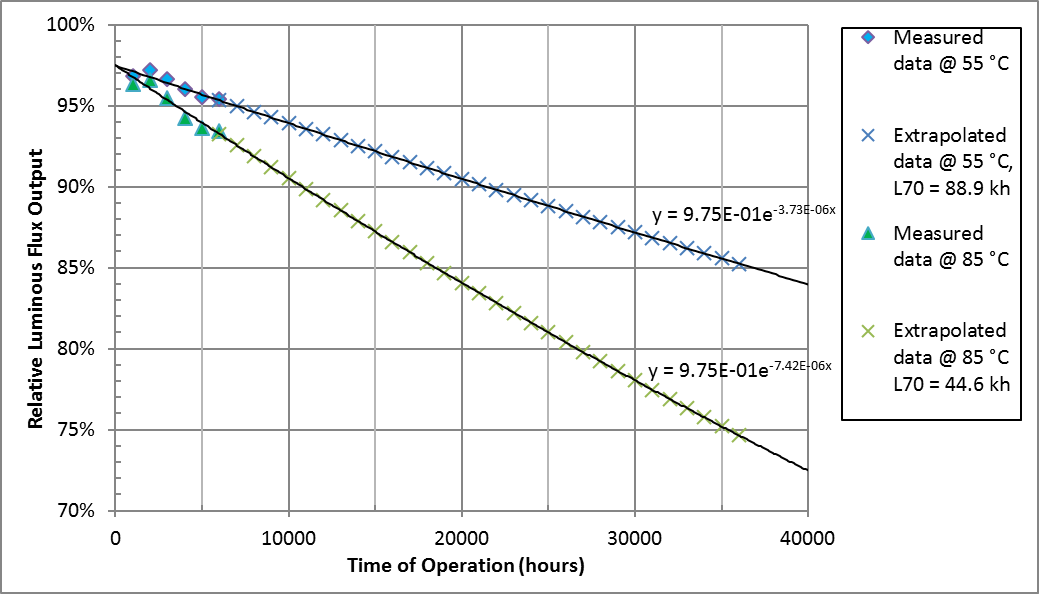 100%
95%
90%
85%
80%
75%
70%
Relative Luminous Flux Output
0
10000
20000
30000
40000
Time of Operation (hours)
y = 9.75E-01e-3.73E-06x
y = 9.75E-01e-7.42E-06x
Measured
data @ 55 °C
Extrapolated
data @ 55 °C,
L70 = 88.9 kh
Measured
data @ 85 °C
Extrapolated
data @ 85 °C
L70 = 44.6 kh